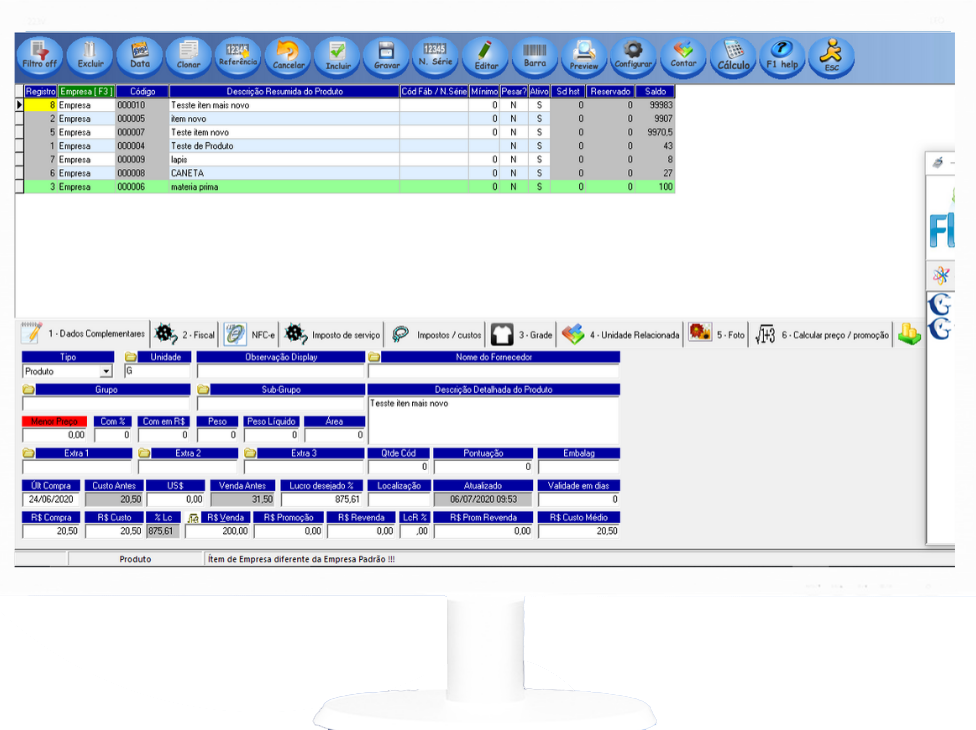 Filtro off Excluir Data Clonar Referência Cancelar Incluir Gravar N. Série Editar Barra Preview Configurar Contar Cálculo F1 help Esc
Registro Empresa [ F3 ] Código Descrição Resumida do Produto Cód Fáb / N.Série Mínimo Pesar? Ativo Sd hst Reservado Saldo
8 Empresa 000010 Tesste iten mais novo 0 N S 0 0 99983
2 Empresa 000005 item novo 0 N S 0 0 9907
5 Empresa 000007 Teste item novo 0 N S 0 0 9970,5
1 Empresa 000004 Teste de Produto N S 0 0 43
7 Empresa 000009 lapis 0 N S 0 0 8
6 Empresa 000008 CANETA 0 N S 0 0 27
3 Empresa 000006 materia prima 0 N S 0 0 100
1 - Dados Complementares 2 - Fiscal NFC-e Imposto de serviço Impostos / custos 3 - Grade 4 - Unidade Relacionada 5 - Foto 6 - Calcular preço / promoção
Tipo Unidade Observação Display Nome do Fornecedor
Produto G
Grupo Sub-Grupo Descrição Detalhada do Produto
Tesste iten mais novo
Menor Preço Com % Com em R$ Peso Peso Líquido Área
0,00 0 0 0 0 0
Extra 1 Extra 2 Extra 3 Qtde Cód Pontuação Embalag
0 0
Últ Compra Custo Antes US$ Venda Antes Lucro desejado % Localização Atualizado Validade em dias
24/06/2020 20,50 0,00 31,50 875,61 06/07/2020 09:53 0
R$ Compra R$ Custo % Lc R$ Venda R$ Promoção R$ Revenda LcR % R$ Prom Revenda R$ Custo Médio
20,50 20,50 875,61 200,00 0,00 0,00 ,00 0,00 20,50
Produto Ítem de Empresa diferente da Empresa Padrão !!!